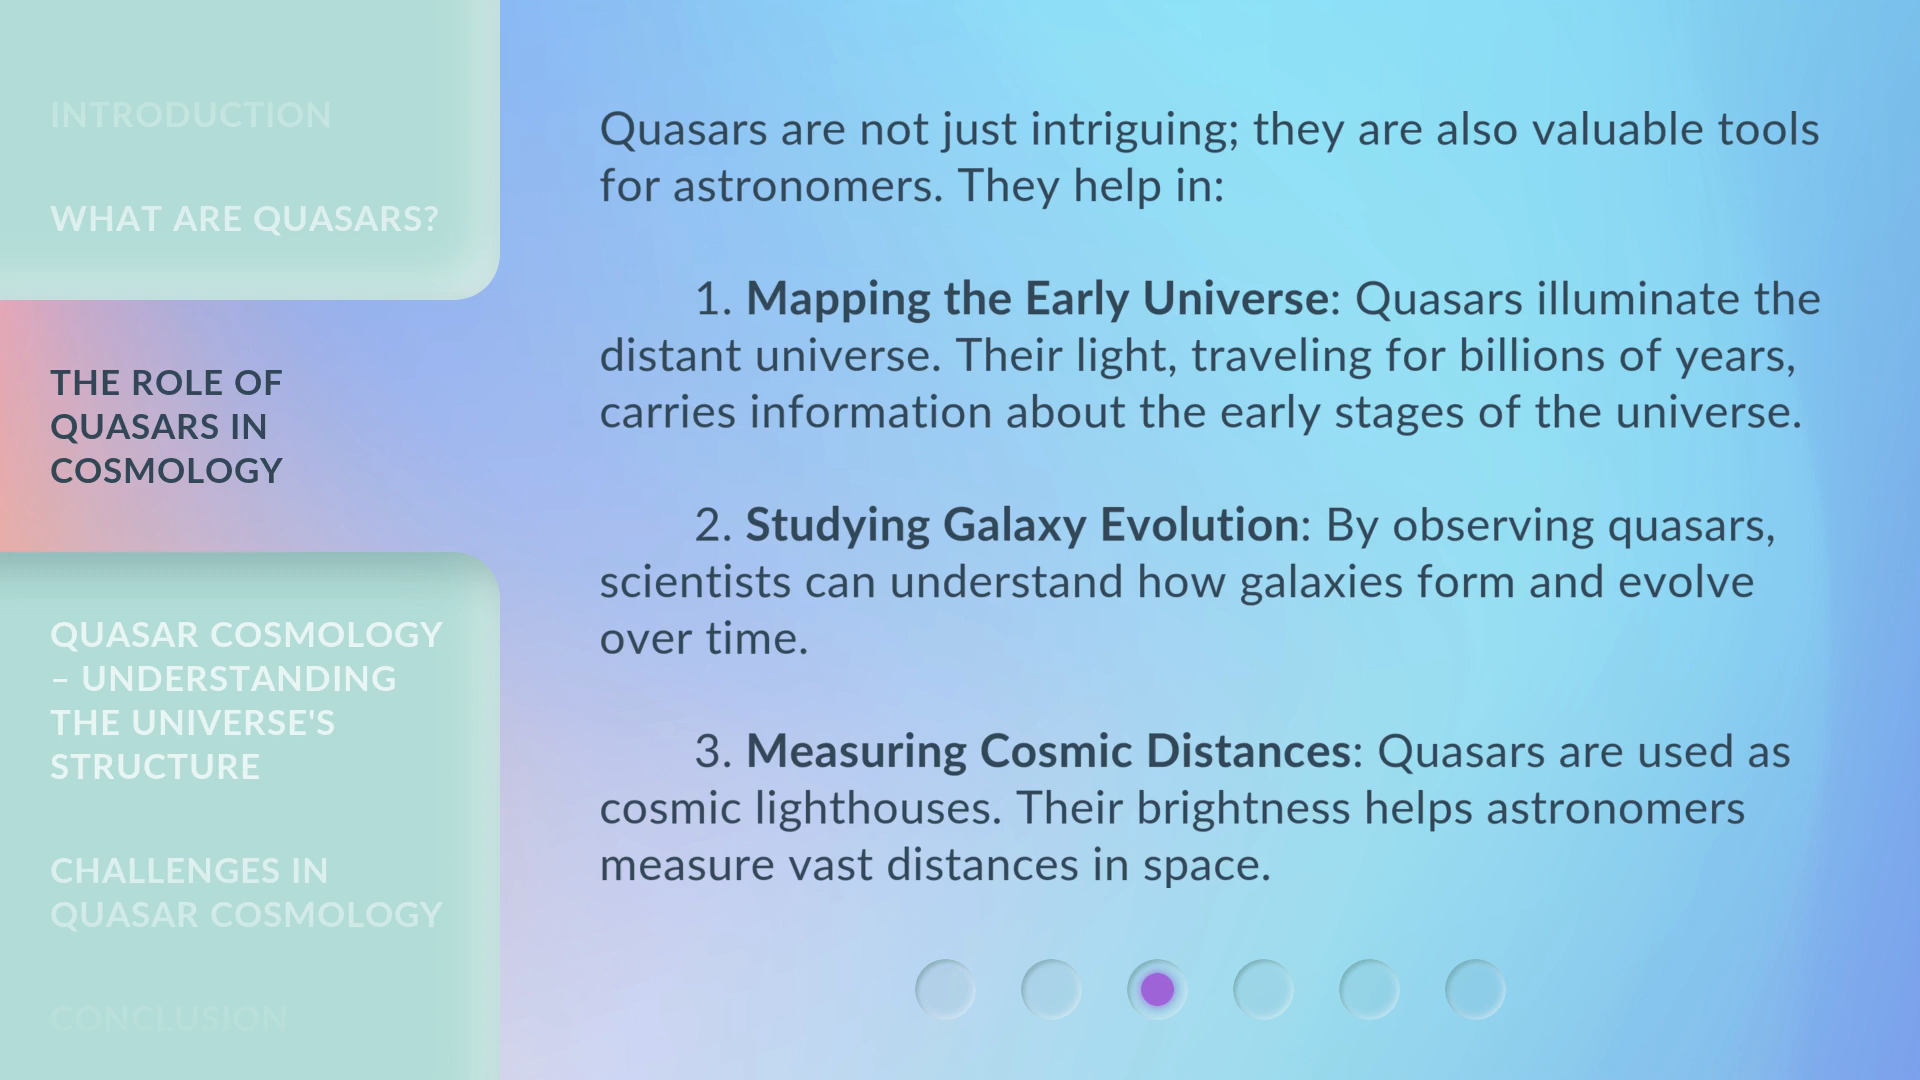 INTRODUCTION
WHAT ARE QUASARS?
THE ROLE OF
QUASARS IN
COSMOLOGY
QUASAR COSMOLOGY
– UNDERSTANDING
THE UNIVERSE'S
STRUCTURE
CHALLENGES IN
QUASAR COSMOLOGY
CONCLUSION
Quasars are not just intriguing; they are also valuable tools
for astronomers. They help in:
1. Mapping the Early Universe: Quasars illuminate the
distant universe. Their light, traveling for billions of years,
carries information about the early stages of the universe.
2. Studying Galaxy Evolution: By observing quasars,
scientists can understand how galaxies form and evolve
over time.
3. Measuring Cosmic Distances: Quasars are used as
cosmic lighthouses. Their brightness helps astronomers
measure vast distances in space.